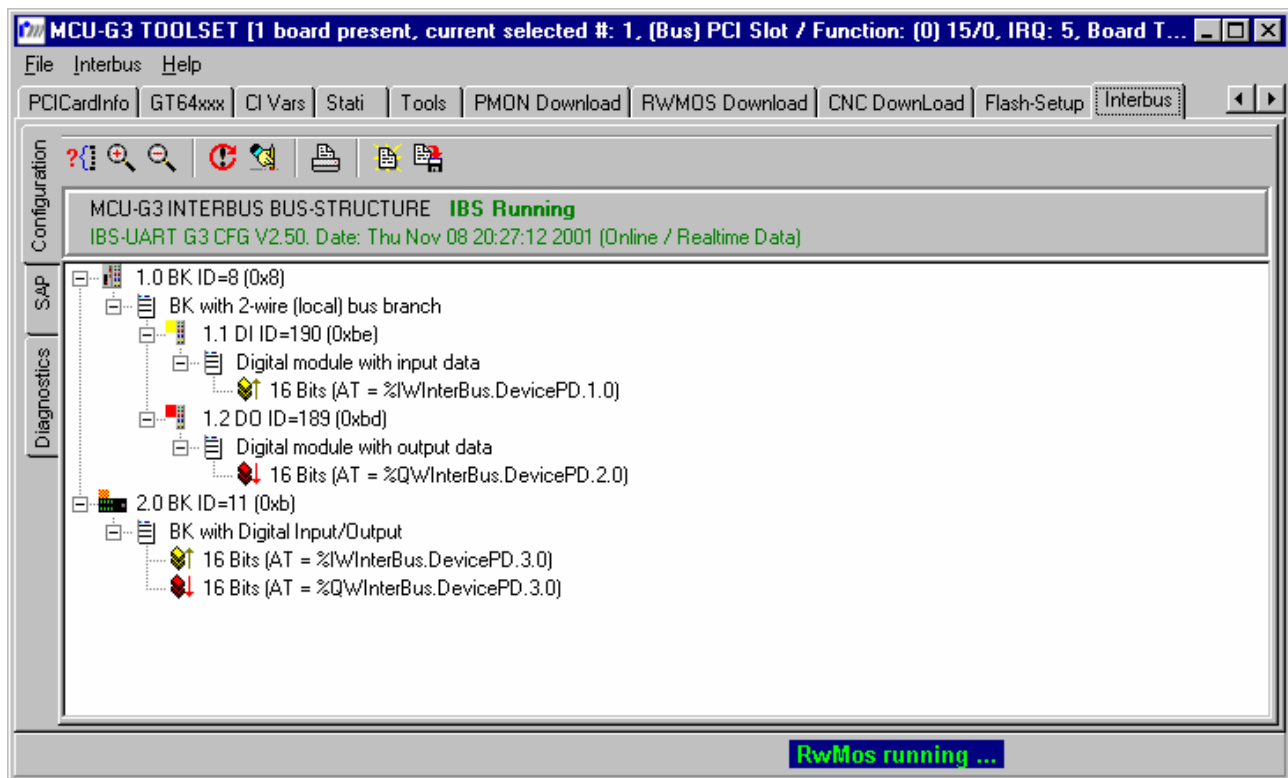 MCU-G3 TOOLSET [1 board present, current selected #: 1, (Bus) PCI Slot / Function: (0) 15/0, IRQ: 5, Board T...
File Interbus Help
PCICardInfo GT64xxx CI Vars Stati Tools PMON Download RWMOS Download CNC DownLoad Flash-Setup Interbus
Configuration
SAP
Diagnostics
MCU-G3 INTERBUS BUS-STRUCTURE IBS Running
IBS-UART G3 CFG V2.50. Date: Thu Nov 08 20:27:12 2001 (Online / Realtime Data)
1.0 BK ID=8 (0x8)
BK with 2-wire (local) bus branch
1.1 DI ID=190 (0xbe)
Digital module with input data
16 Bits (AT = %IWInterBus.DevicePD.1.0)
1.2 DO ID=189 (0xbd)
Digital module with output data
16 Bits (AT = %QWInterBus.DevicePD.2.0)
2.0 BK ID=11 (0xb)
BK with Digital Input/Output
16 Bits (AT = %IWInterBus.DevicePD.3.0)
16 Bits (AT = %QWInterBus.DevicePD.3.0)
RwMos running ...